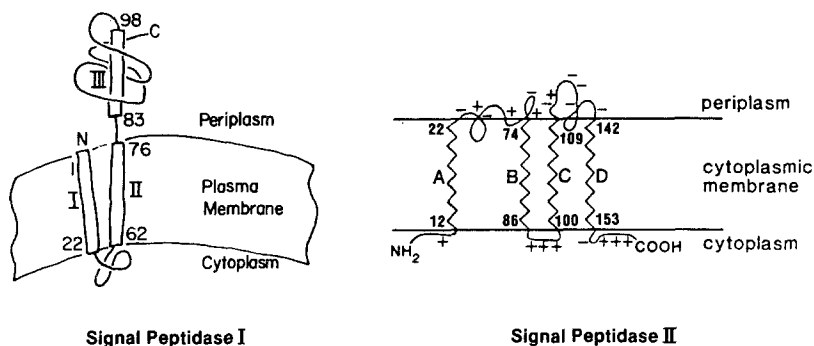 98
C
III
83
Periplasm
N
76
I
I
II
Plasma
Membrane
22
62
Cytoplasm
Signal Peptidase I
- + - + - + - - - - -
periplasm
22
74
109
142
A
B
C
D
cytoplasmic
membrane
12
86
100
153
cytoplasm
NH2
+
+++
- +++
COOH
Signal Peptidase II